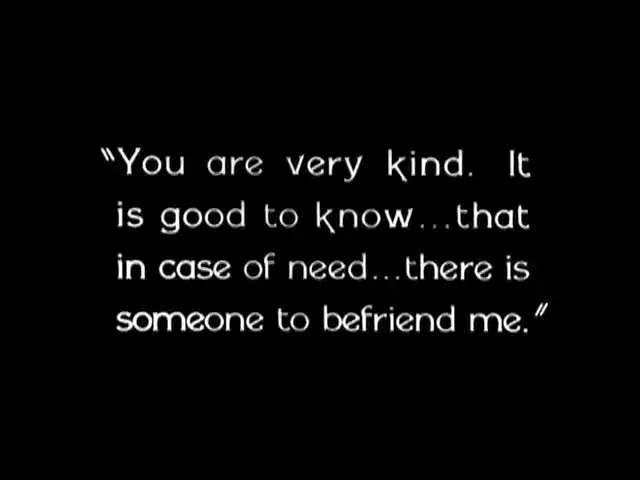 "You are very kind. It
is good to know...that
in case of need...there is
someone to befriend me."